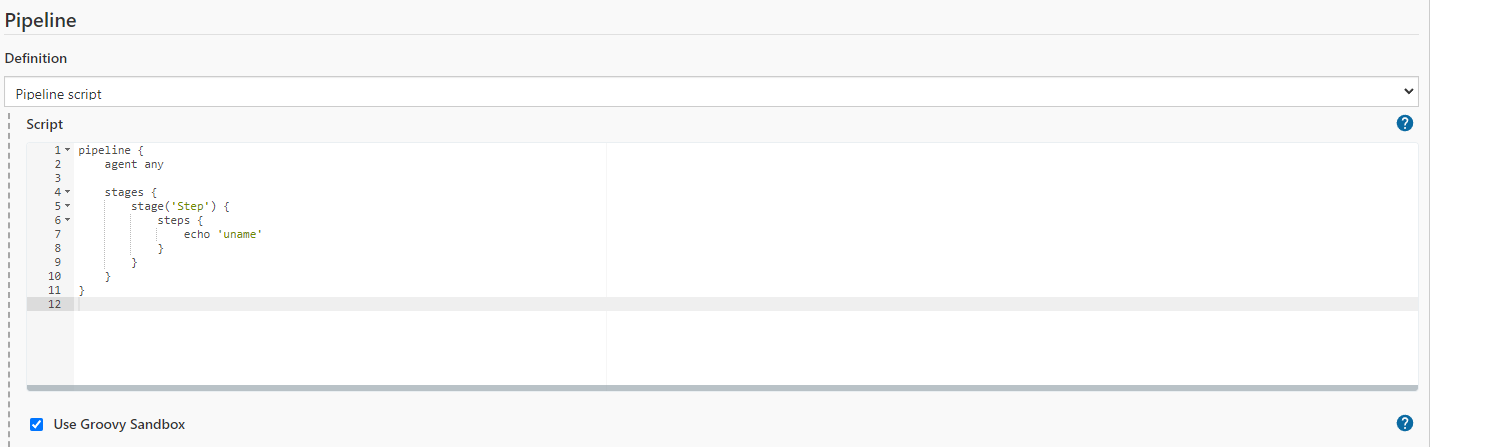 Pipeline
Definition
Pipeline script
Script
?
1 pipeline {
2     agent any
3
4     stages {
5         stage('Step') {
6             steps {
7                 echo 'uname'
8             }
9         }
10     }
11 }
12
Use Groovy Sandbox
?